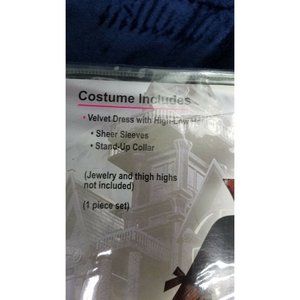 Costume Includes
• Velvet Dress with High-Low
• Sheer Sleeves
• Stand-Up Collar
(Jewelry and thigh highs
not included)
(1 piece set)